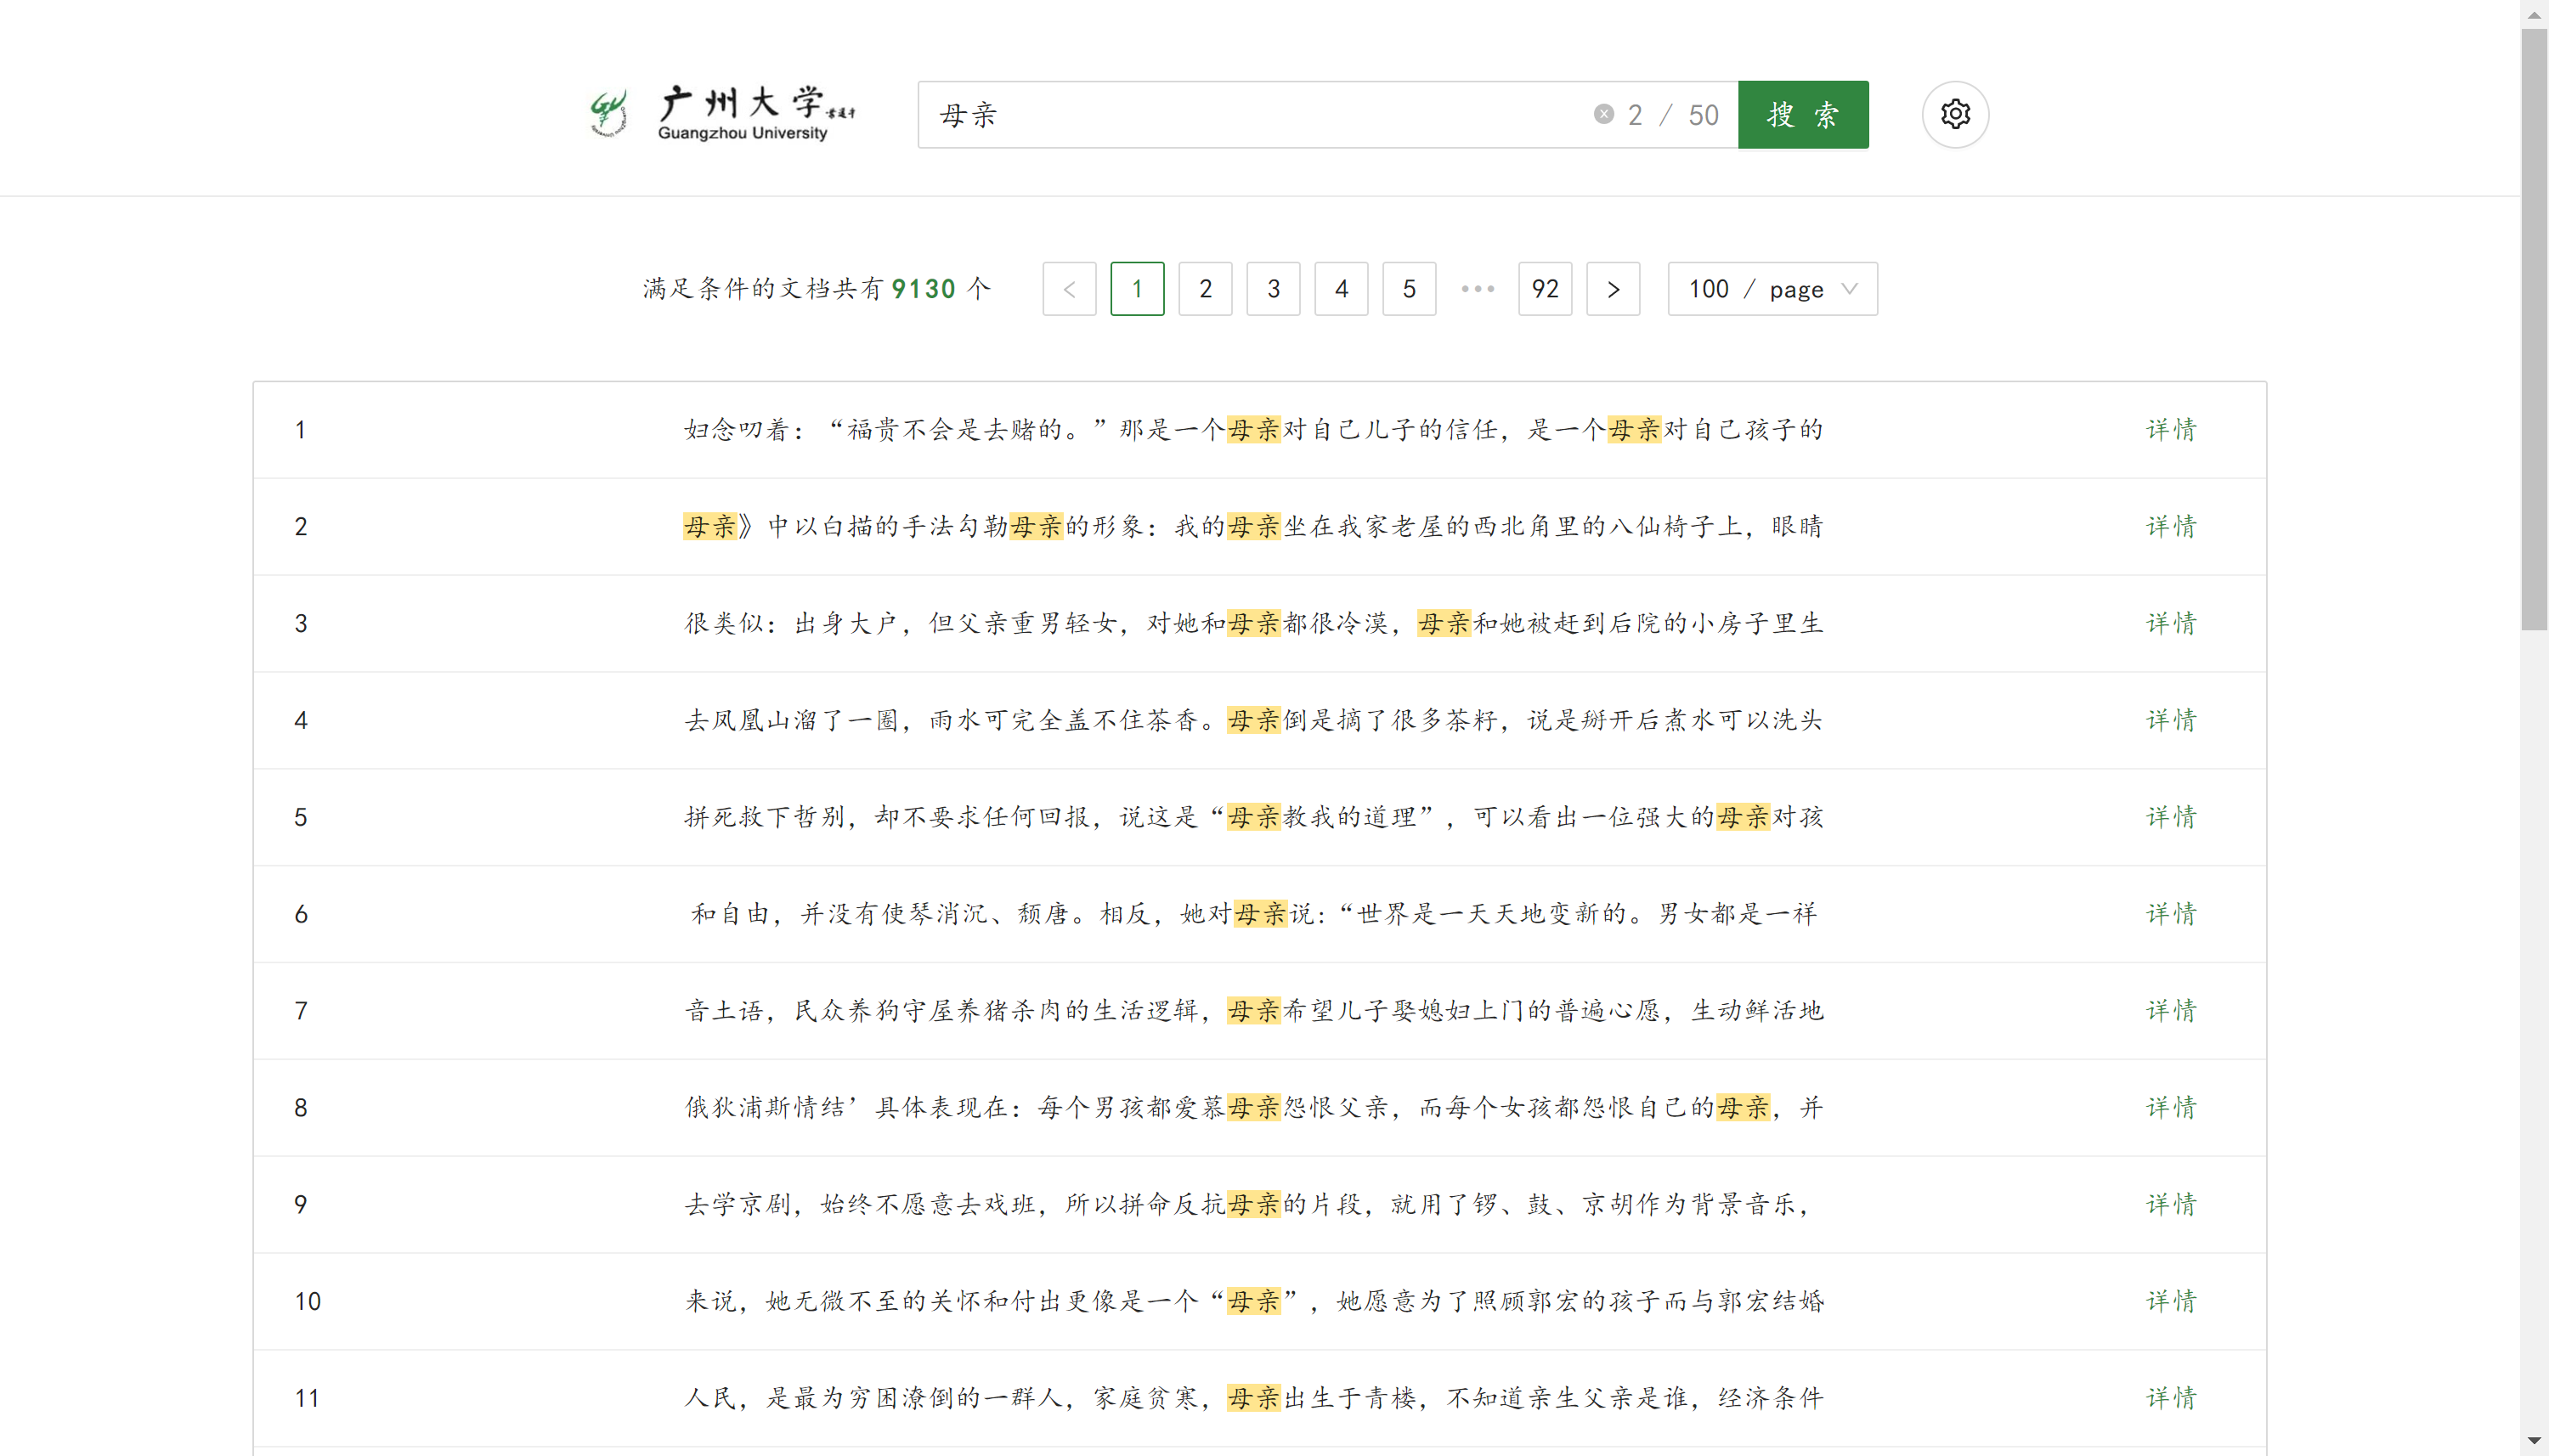 广州大学
Guangzhou University
母亲 2 / 50 搜 索
满足条件的文档共有 9130 个 < 1 2 3 4 5 ••• 92 > 100 / page
1 如念叨着：“福贵不会是去赌的。”那是一个母亲对自己儿子的信任，是一个母亲对自己孩子的 详情
2 母亲》中以白描的手法勾勒母亲的形象：我的母亲坐在我家老屋的西北角里的八仙椅子上，眼睛 详情
3 很类似：出身大户，但父亲重男轻女，对她和母亲都很冷漠，母亲和她被赶到后院的小房子里生 详情
4 去凤凰山溜了一圈，雨水可完全盖不住茶香。母亲倒是摘了很多茶籽，说是掰开后煮水可以洗头 详情
5 拼死救下哲别，却不要求任何回报，说这是“母亲教我的道理”，可以看出一位强大的母亲对孩 详情
6 和自由，并没有使琴消沉、颓唐。相反，她对母亲说:“世界是一天天地变新的。男女都是一样 详情
7 音土语，民众养狗守屋养猪杀肉的生活逻辑，母亲希望儿子娶媳妇上门的普遍心愿，生动鲜活地 详情
8 俄狄浦斯情结’具体表现在：每个男孩都爱慕母亲怨恨父亲，而每个女孩都怨恨自己的母亲，并 详情
9 去学京剧，始终不愿意去戏班，所以拼命反抗母亲的片段，就用了锣、鼓、京胡作为背景音乐， 详情
10 来说，她无微不至的关怀和付出更像是一个“母亲”，她愿意为了照顾郭宏的孩子而与郭宏结婚 详情
11 人民，是最为穷困潦倒的一群人，家庭贫寒，母亲出生于青楼，不知道亲生父亲是谁，经济条件 详情